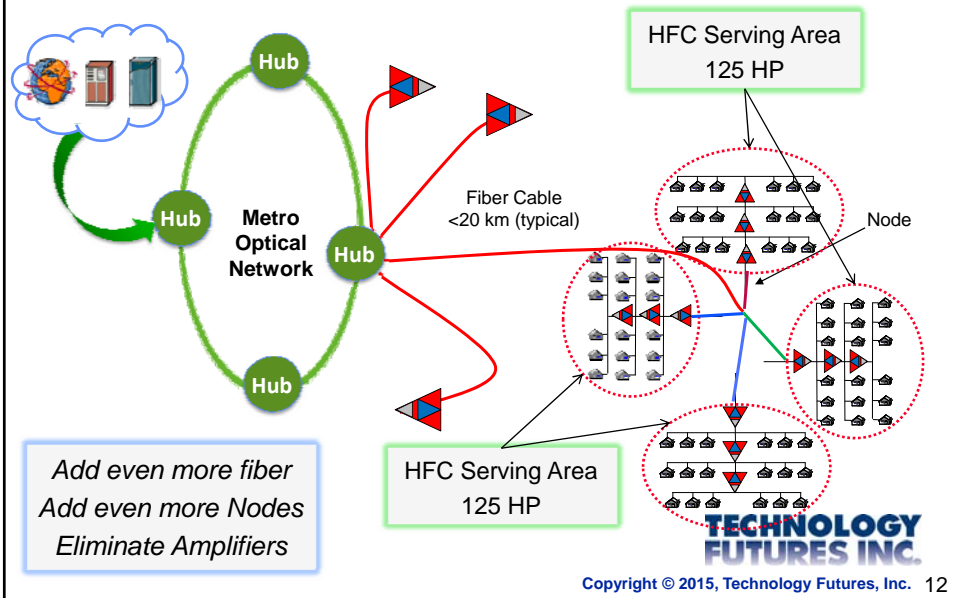 HFC Serving Area
125 HP
Hub
Hub
Metro
Optical
Network
Hub
Hub
Fiber Cable
<20 km (typical)
Node
HFC Serving Area
125 HP
Add even more fiber
Add even more Nodes
Eliminate Amplifiers
TECHNOLOGY
FUTURES INC.
Copyright © 2015, Technology Futures, Inc. 12